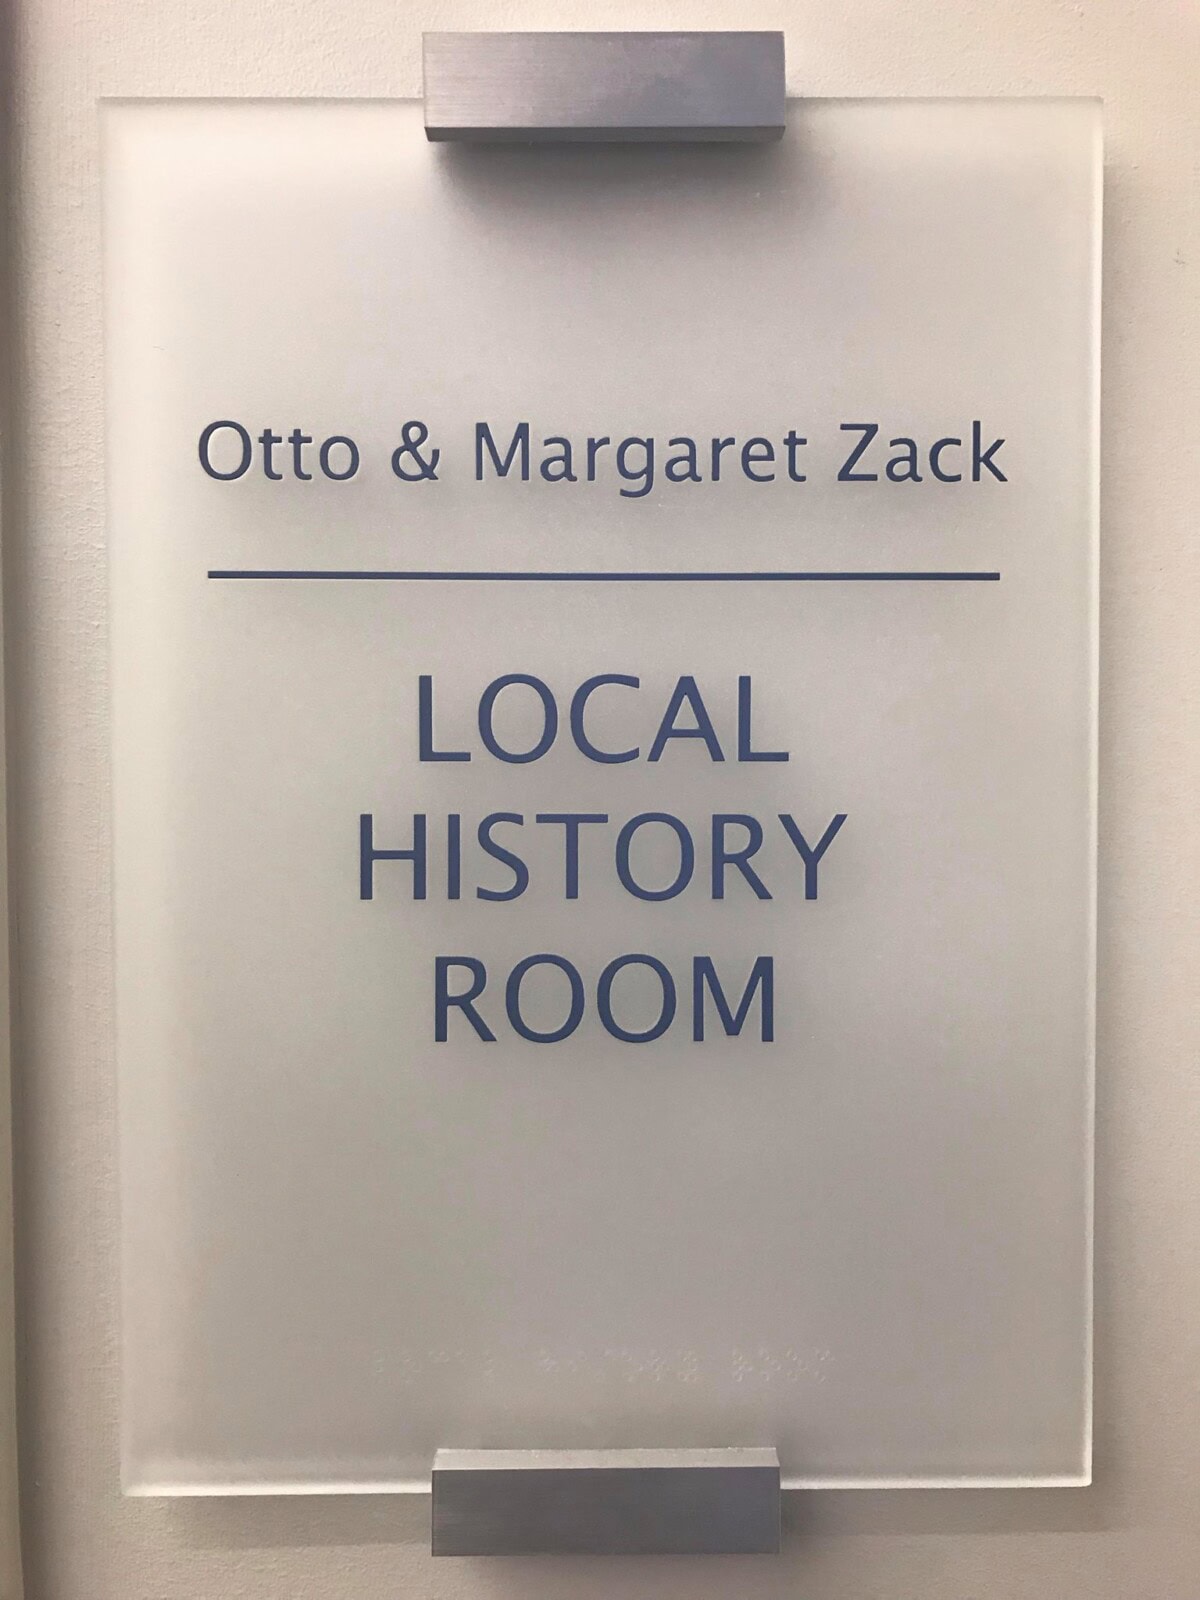 Otto & Margaret Zack
LOCAL
HISTORY
ROOM